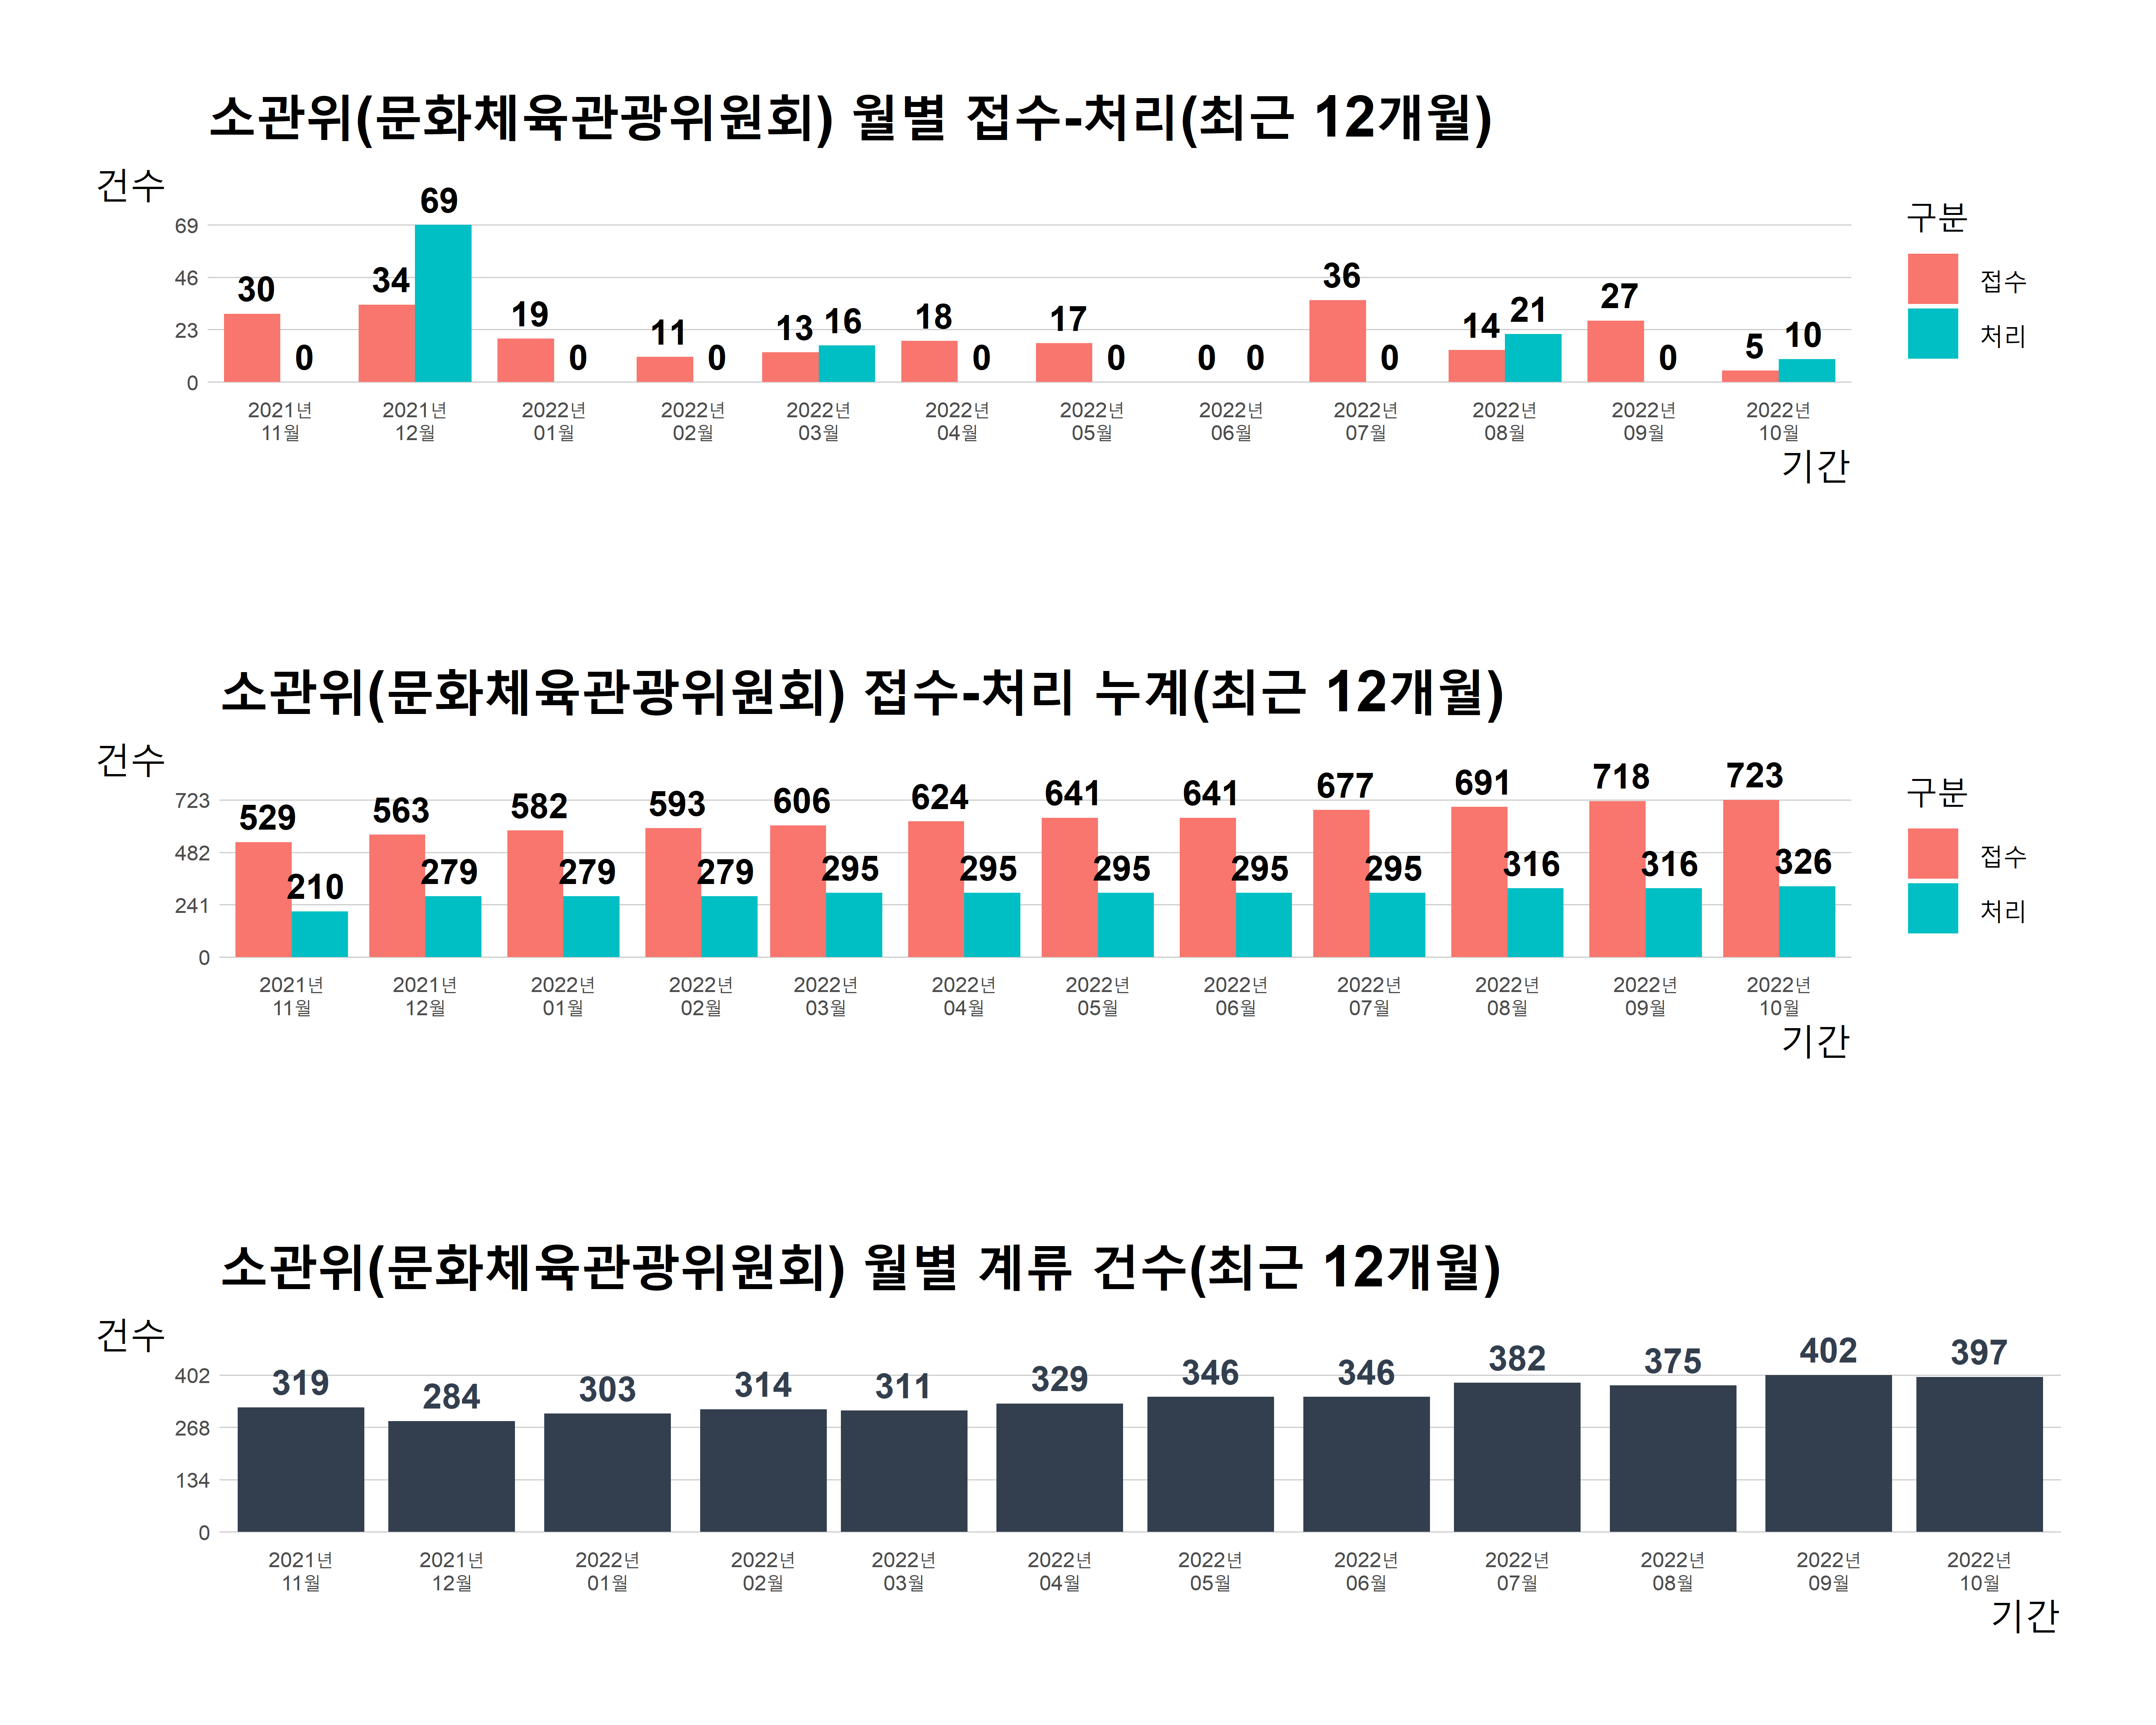 소관위(문화체육관광위원회) 월별 접수-처리(최근 12개월)
건수
69
46
23
0
30 0 34 69 19 0 11 0 13 16 18 0 17 0 0 0 36 0 14 21 27 0 5 10
2021년 2021년 2022년 2022년 2022년 2022년 2022년 2022년 2022년 2022년 2022년 2022년
11월 12월 01월 02월 03월 04월 05월 06월 07월 08월 09월 10월
기간
구분
접수
처리
소관위(문화체육관광위원회) 접수-처리 누계(최근 12개월)
건수
723
482
241
0
529 210 563 279 582 279 593 279 606 295 624 295 641 295 641 295 677 295 691 316 718 316 723 326
2021년 2021년 2022년 2022년 2022년 2022년 2022년 2022년 2022년 2022년 2022년 2022년
11월 12월 01월 02월 03월 04월 05월 06월 07월 08월 09월 10월
기간
구분
접수
처리
소관위(문화체육관광위원회) 월별 계류 건수(최근 12개월)
건수
402
268
134
0
319 284 303 314 311 329 346 346 382 375 402 397
2021년 2021년 2022년 2022년 2022년 2022년 2022년 2022년 2022년 2022년 2022년 2022년
11월 12월 01월 02월 03월 04월 05월 06월 07월 08월 09월 10월
기간